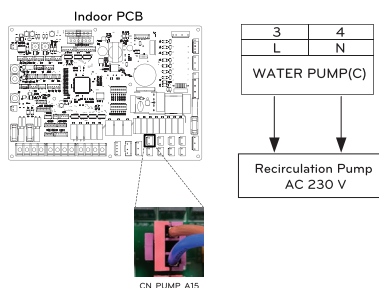 Indoor PCB
3 4
L N
WATER PUMP(C)
Recirculation Pump
AC 230 V
CN_PUMP_A15